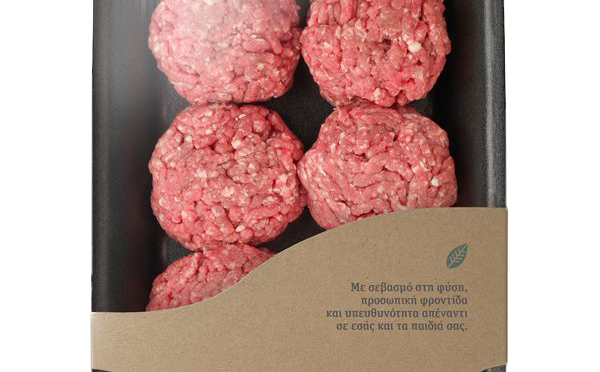 Με σεβασμό στη φύση,
προσωπική φροντίδα
και υπευθυνότητα απέναντι
σε εσάς και τα παιδιά σας.